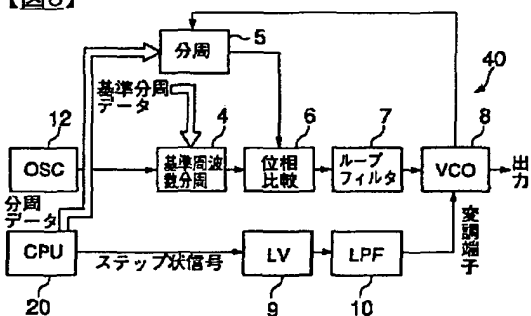 【図6】
分周
5
40
基準分周
データ
12
4
6
7
8
OSC
基準周波
数分周
位相
比較
ループ
フィルタ
VCO
出力
分周
データ
CPU
ステップ状信号
LV
LPF
変調端子
20
9
10